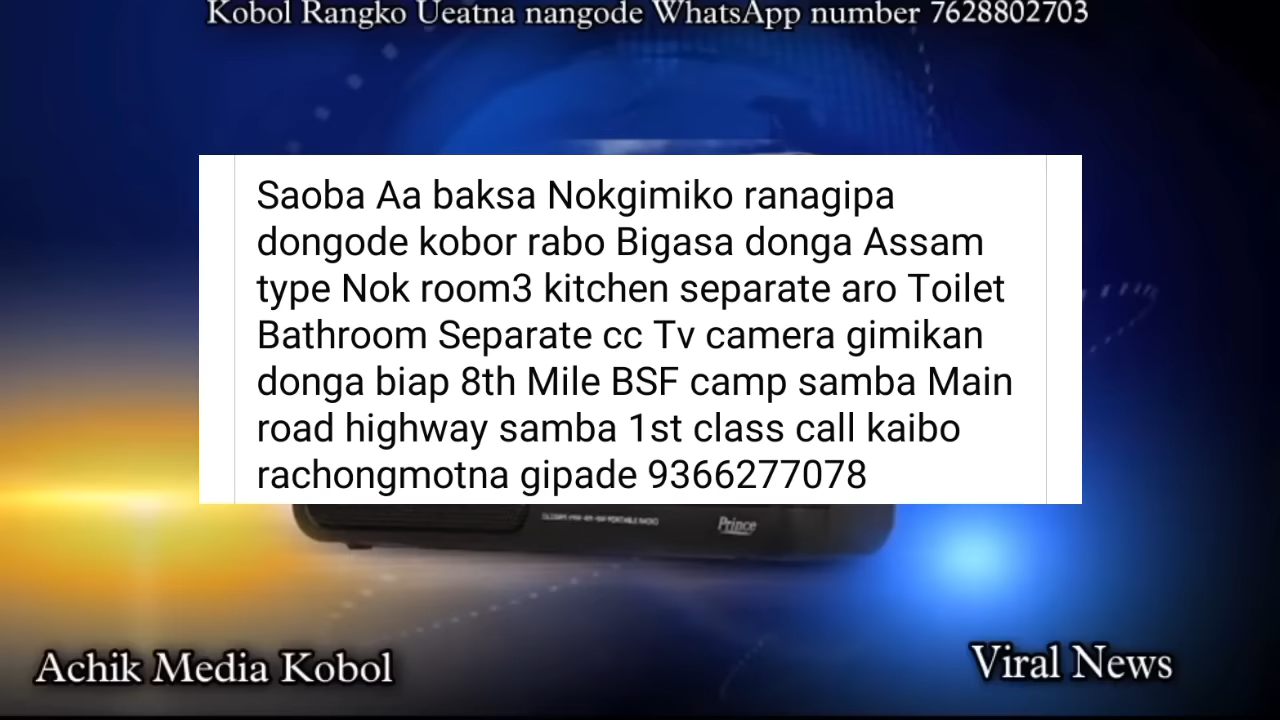 Kobol Rangko Ueatna nangode WhatsApp number 7628802703
Saoba Aa baksa Nokgimiko ranagipa
dongode kobor rabo Bigasa donga Assam
type Nok room3 kitchen separate aro Toilet
Bathroom Separate cc Tv camera gimikan
donga biap 8th Mile BSF camp samba Main
road highway samba 1st class call kaibo
rachongmotna gipade 9366277078
PORTABLE RADIO
Prince
Achik Media Kobol
Viral News